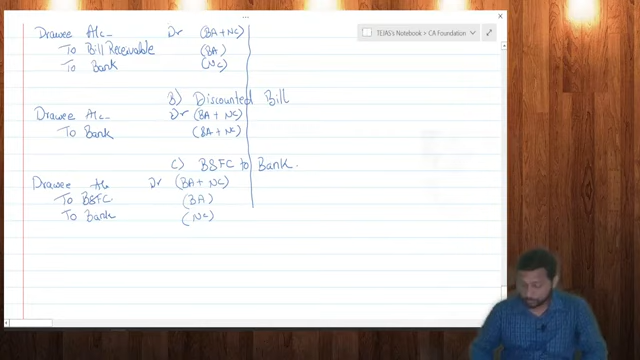 TEJAS's Notebook > CA Foundation
Drawee A/c Dr (BA + NC)
To Bill Receivable (BA)
To Bank (NC)
B) Discounted Bill
Drawee A/c Dr (BA + NC)
To Bank (BA + NC)
C) BSFC to Bank.
Drawee A/c Dr (BA + NC)
To BSFC (BA)
To Bank (NC)